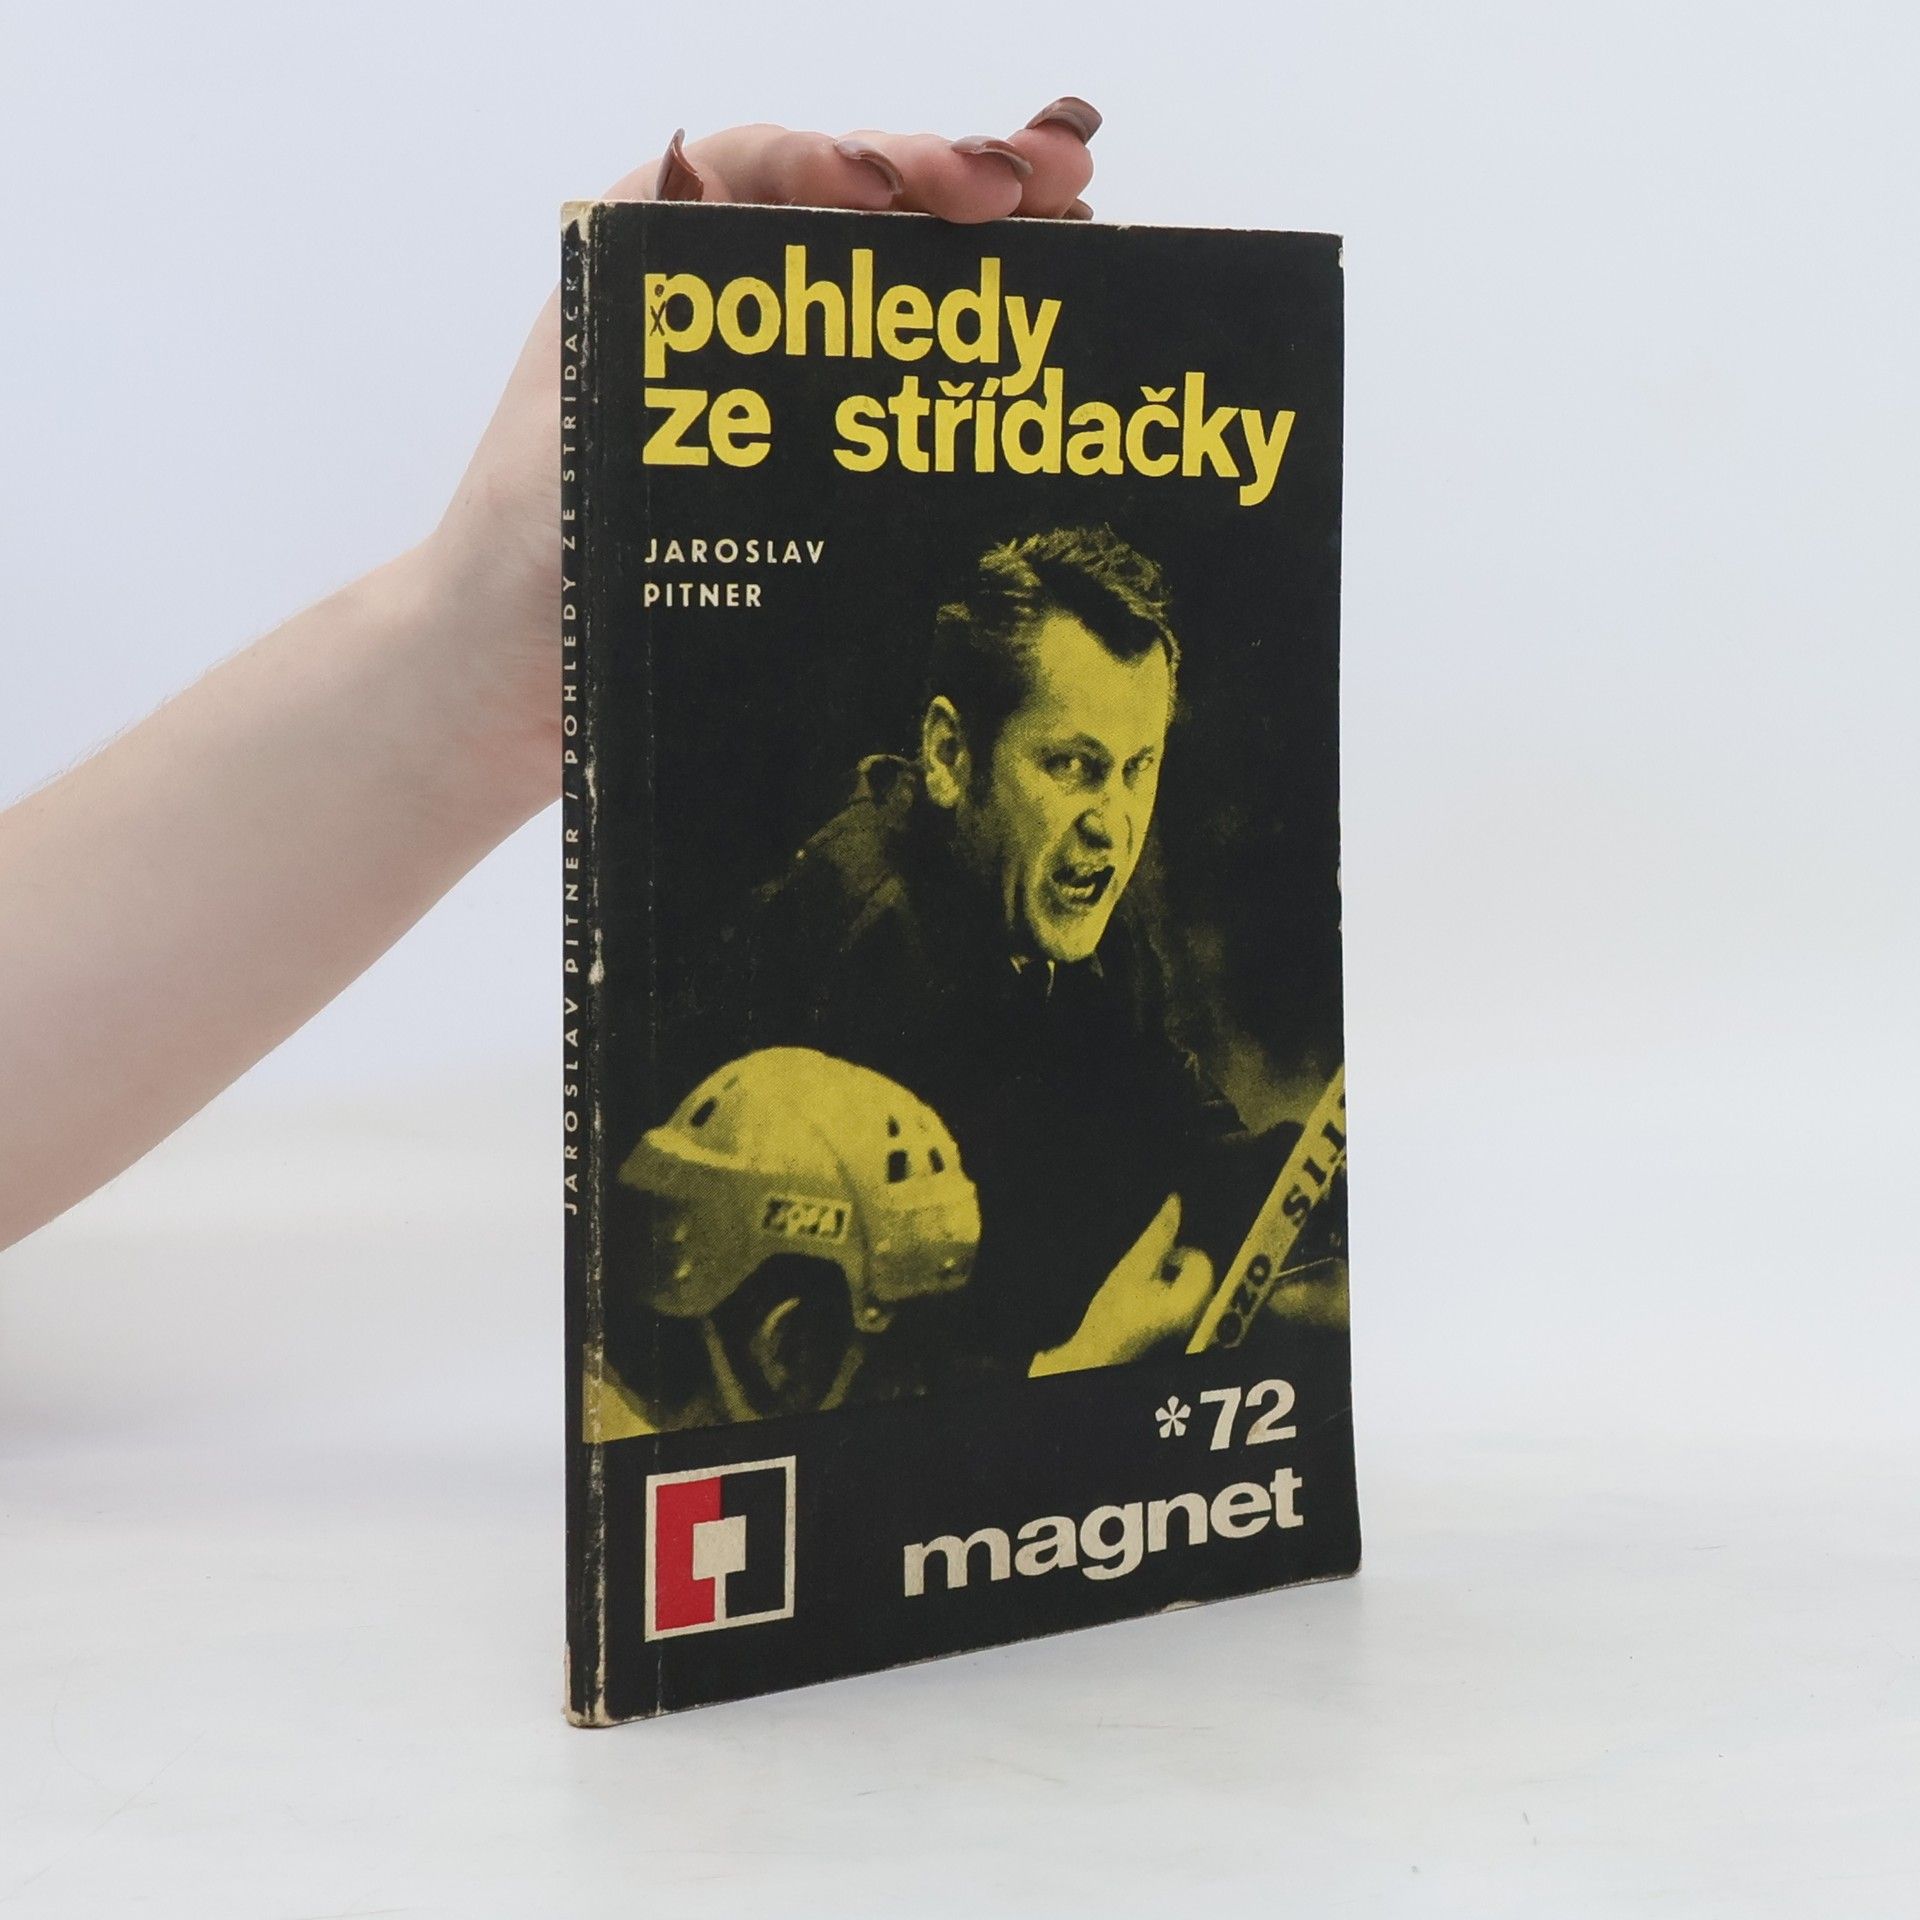 pohledy
ze střídačky
JAROSLAV
PITNER
JAROSLAV PITNER / POHLEDY ZE STŘÍDAČKY
*72
magnet